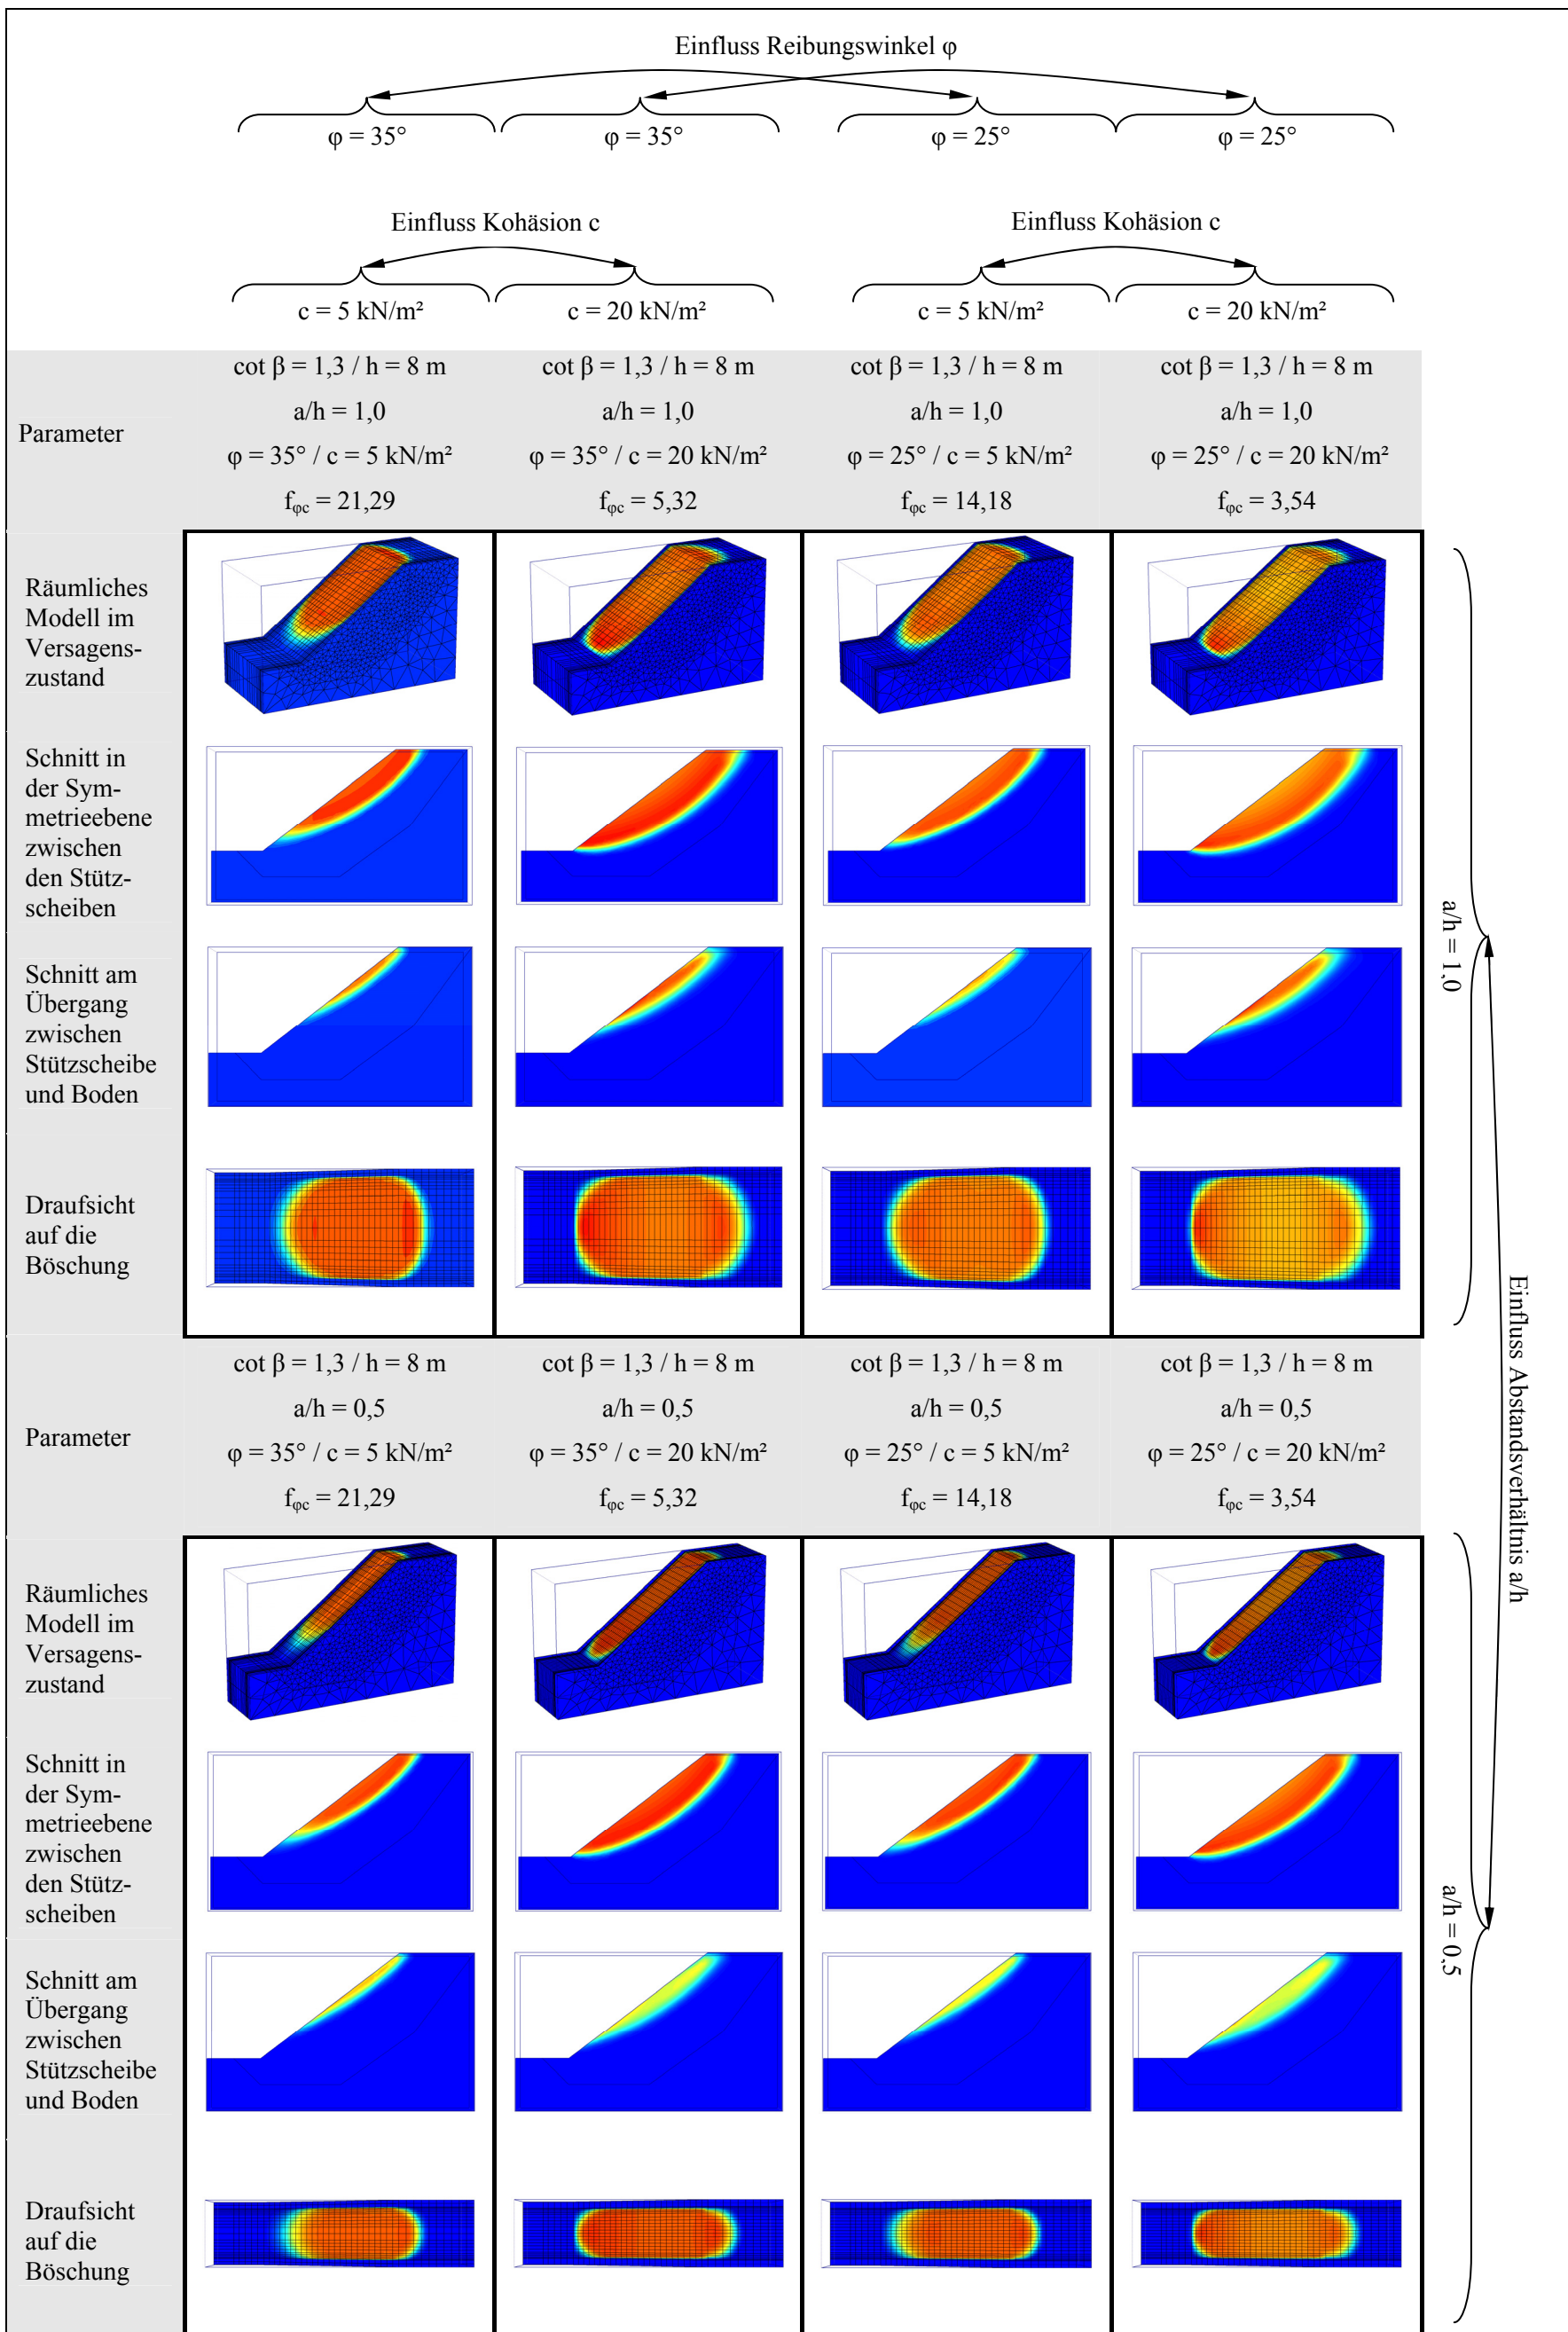 Einfluss Reibungswinkel φ
φ = 35°
φ = 35°
φ = 25°
φ = 25°
Einfluss Kohäsion c
Einfluss Kohäsion c
c = 5 kN/m²
c = 20 kN/m²
c = 5 kN/m²
c = 20 kN/m²
Parameter
cot β = 1,3 / h = 8 m
a/h = 1,0
φ = 35° / c = 5 kN/m²
fφc = 21,29
cot β = 1,3 / h = 8 m
a/h = 1,0
φ = 35° / c = 20 kN/m²
fφc = 5,32
cot β = 1,3 / h = 8 m
a/h = 1,0
φ = 25° / c = 5 kN/m²
fφc = 14,18
cot β = 1,3 / h = 8 m
a/h = 1,0
φ = 25° / c = 20 kN/m²
fφc = 3,54
Räumliches
Modell im
Versagens-
zustand
Schnitt in
der Sym-
metrieebene
zwischen
den Stütz-
scheiben
Schnitt am
Übergang
zwischen
Stützscheibe
und Boden
Draufsicht
auf die
Böschung
a/h = 1,0
Einfluss Abstandsverhältnis a/h
Parameter
cot β = 1,3 / h = 8 m
a/h = 0,5
φ = 35° / c = 5 kN/m²
fφc = 21,29
cot β = 1,3 / h = 8 m
a/h = 0,5
φ = 35° / c = 20 kN/m²
fφc = 5,32
cot β = 1,3 / h = 8 m
a/h = 0,5
φ = 25° / c = 5 kN/m²
fφc = 14,18
cot β = 1,3 / h = 8 m
a/h = 0,5
φ = 25° / c = 20 kN/m²
fφc = 3,54
Räumliches
Modell im
Versagens-
zustand
Schnitt in
der Sym-
metrieebene
zwischen
den Stütz-
scheiben
Schnitt am
Übergang
zwischen
Stützscheibe
und Boden
Draufsicht
auf die
Böschung
a/h = 0,5